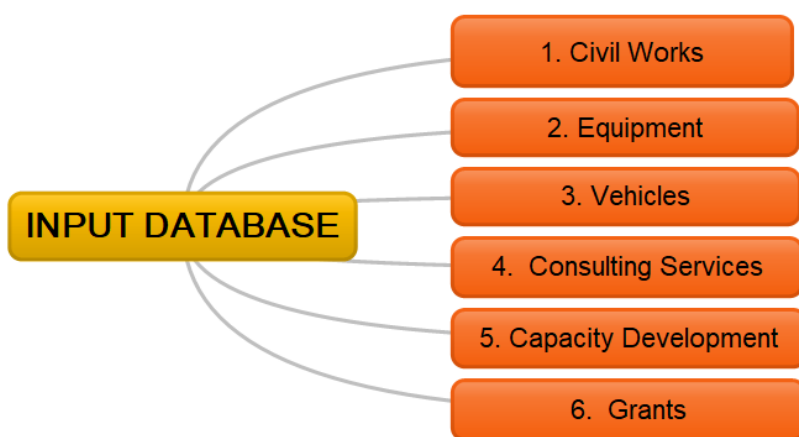 INPUT DATABASE
1. Civil Works
2. Equipment
3. Vehicles
4.  Consulting Services
5. Capacity Development
6.  Grants